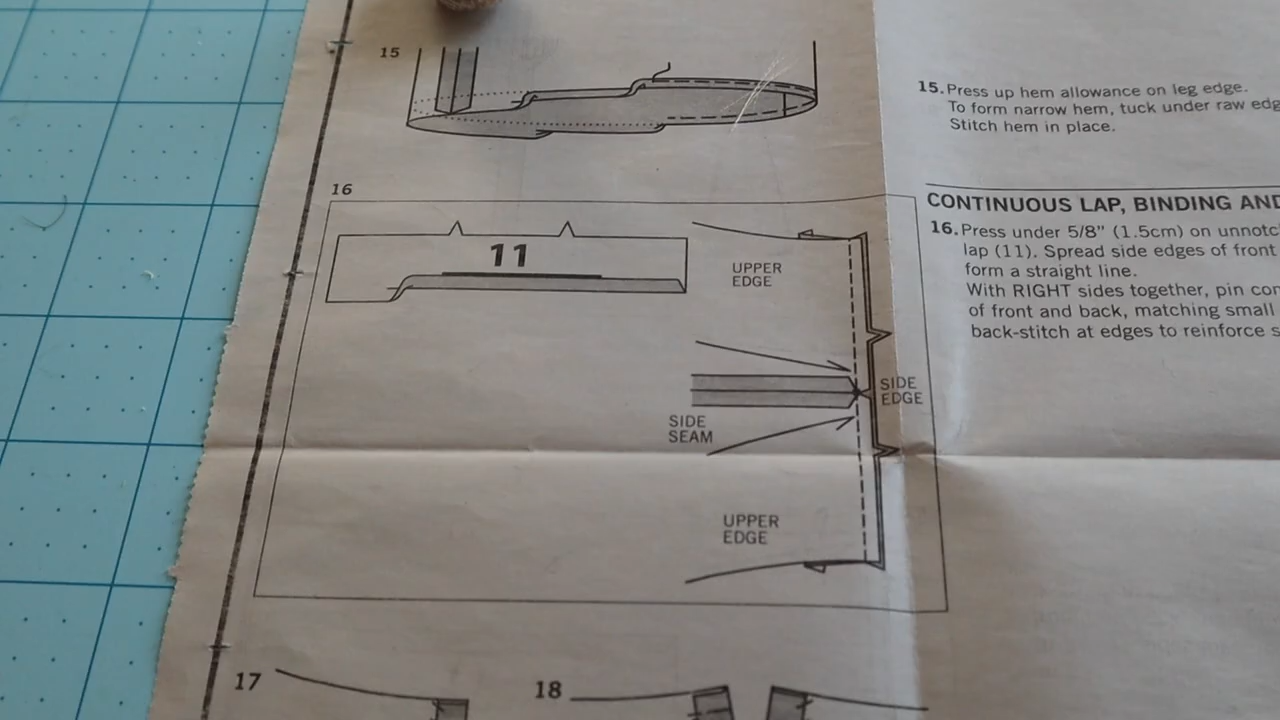 15
15. Press up hem allowance on leg edge.
To form narrow hem, tuck under raw
Stitch hem in place.
16
11
UPPER
EDGE
SIDE
EDGE
SIDE
SEAM
UPPER
EDGE
CONTINUOUS LAP, BINDING AND
16. Press under 5/8” (1.5cm) on
lap (11). Spread side edges of front
form a straight line.
With RIGHT sides together, pin
of front and back, matching small
back-stitch at edges to reinforce
17
18